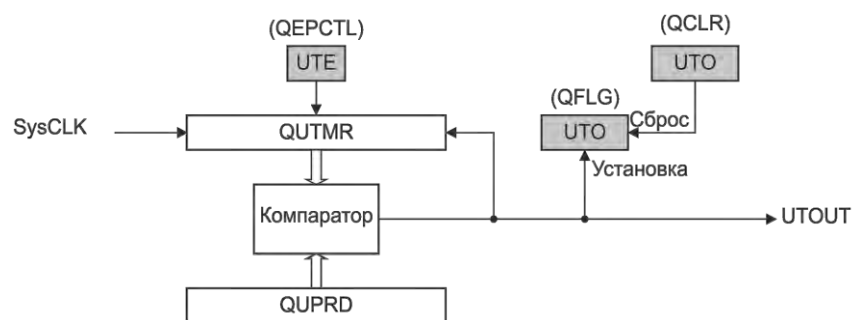 (QEPCTL)
UTE
(QCLR)
UTO
(QFLG)
UTO
Сброс
SysCLK
QUTMR
Установка
Компаратор
UTOUT
QUPRD